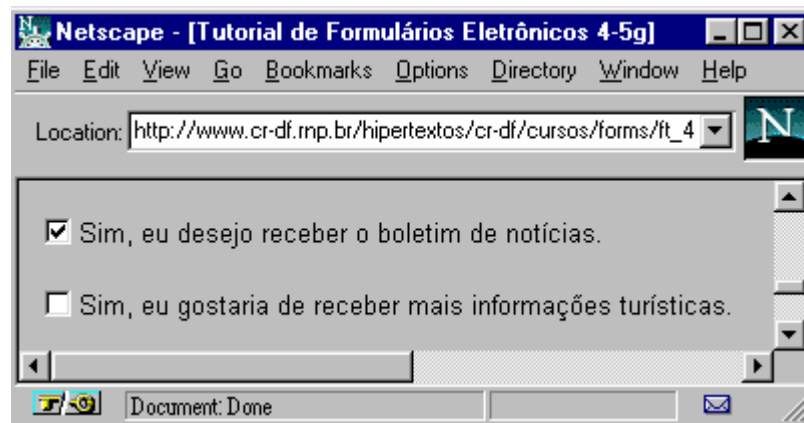 Netscape - [Tutorial de Formulários Eletrônicos 4-5g]
File Edit View Go Bookmarks Options Directory Window Help
Location: http://www.cr-df.rnp.br/hipertextos/cr-df/cursos/forms/ft_4
N
Sim, eu desejo receber o boletim de notícias.
Sim, eu gostaria de receber mais informações turísticas.
Document: Done